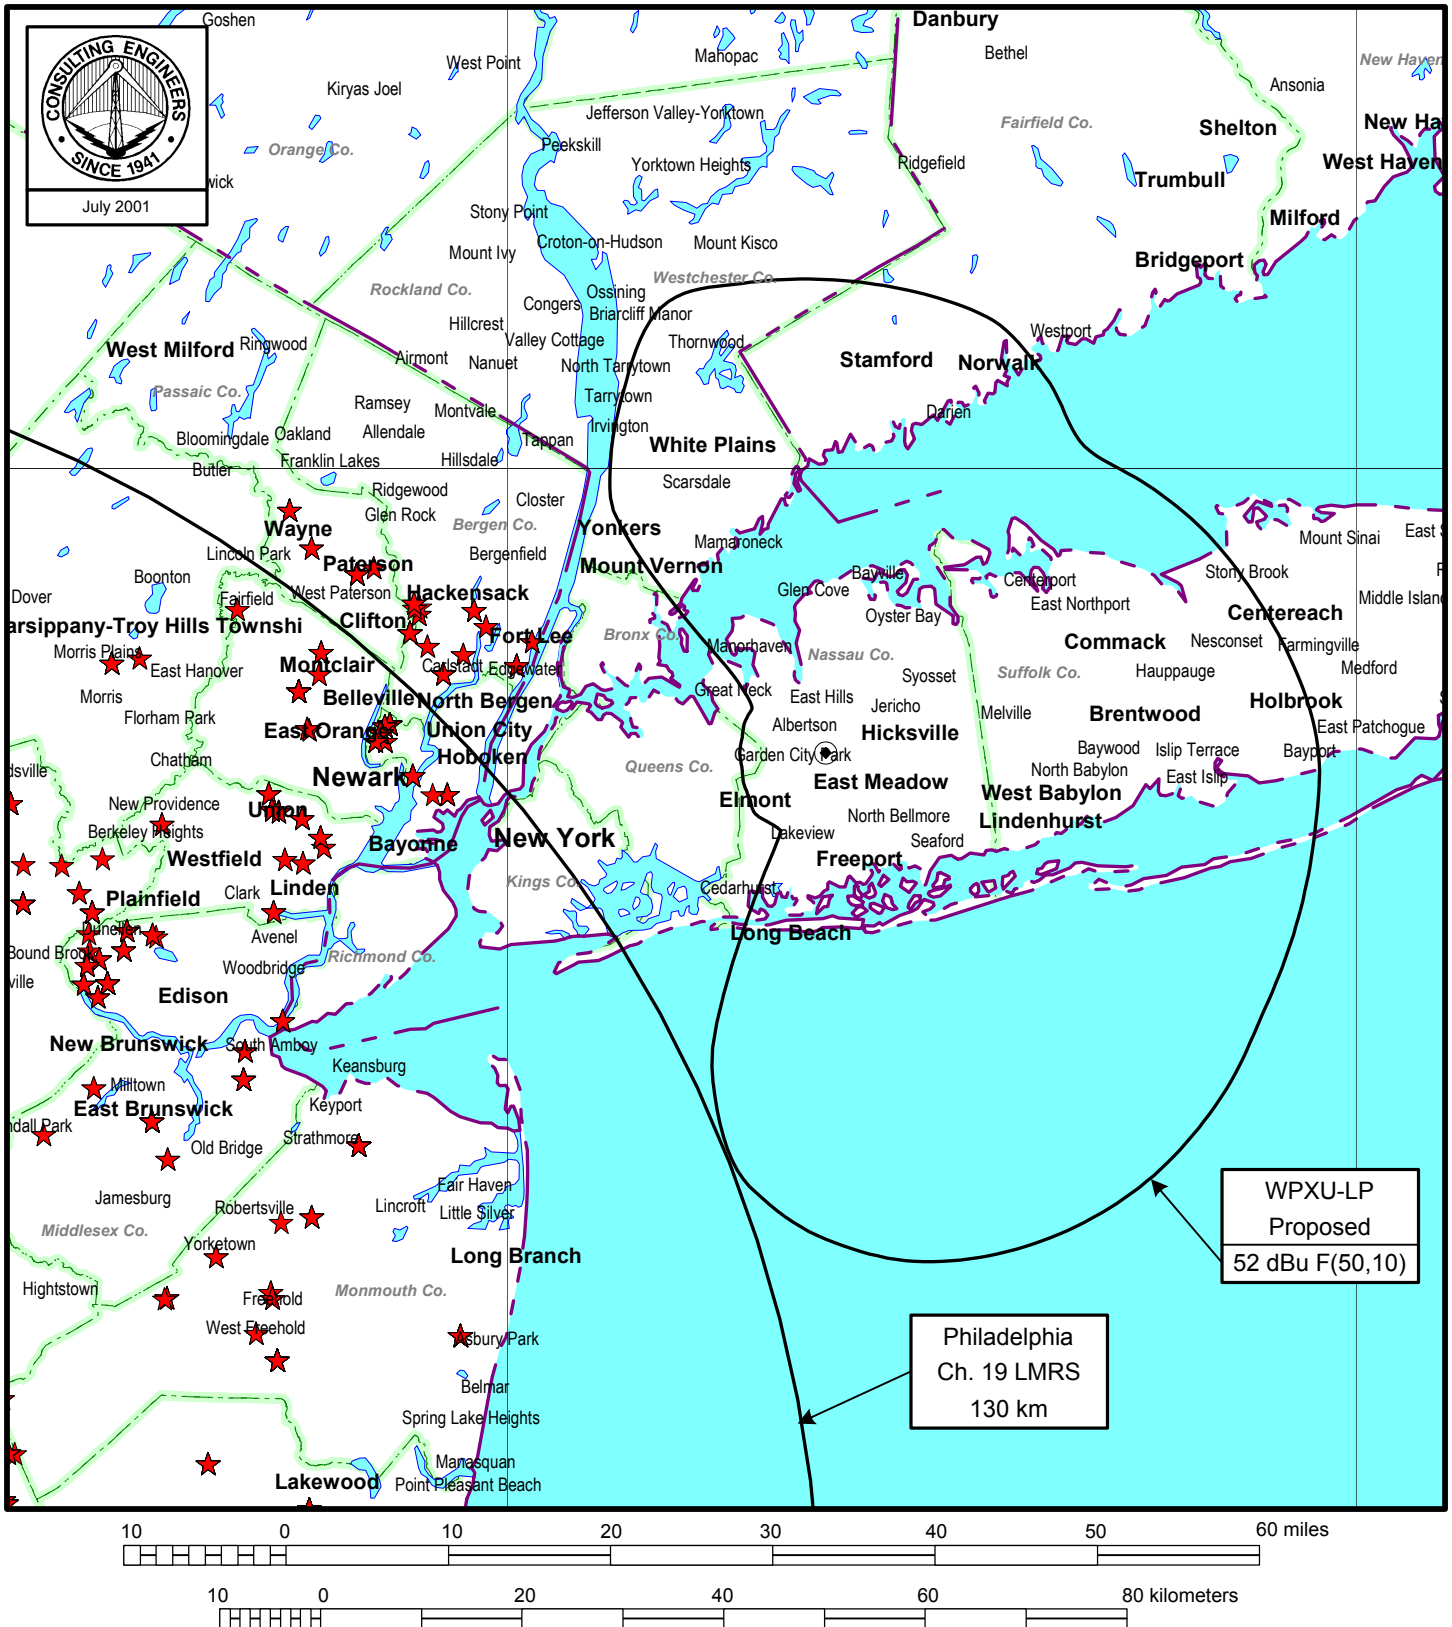 Goshen
Danbury
CONSULTING ENGINEERS
SINCE 1941
July 2001
West Point
Mahopac
Bethel
New Haven
Kiryas Joel
Ansonia
Jefferson Valley-Yorktown
Fairfield Co.
Shelton
New Ha
Orange Co.
Peekskill
Yorktown Heights
Ridgefield
West Haven
wick
Trumbull
Stony Point
Milford
Mount Ivy
Croton-on-Hudson
Mount Kisco
Bridgeport
Westchester Co.
Rockland Co.
Ossining
Congers
Briarcliff Manor
Hillcrest
Westport
West Milford
Ringwood
Valley Cottage
Thornwood
Airmont
Nanuet
North Tarrytown
Stamford
Norwalk
Passaic Co.
Ramsey
Montvale
Tarrytown
Darien
Bloomingdale
Oakland
Allendale
Tappan
Irvington
White Plains
Butler
Franklin Lakes
Hillsdale
Scarsdale
Ridgewood
Closter
Glen Rock
Bergen Co.
Wayne
Yonkers
Mount Sinai
East S
Lincoln Park
Paterson
Bergenfield
Mamaroneck
Mount Vernon
Boonton
Bayville
Centerport
Stony Brook
Dover
Fairfield
West Paterson
Hackensack
Glen Cove
Oyster Bay
East Northport
Middle Island
Centereach
arsippany-Troy Hills Townshi
Clifton
Fort Lee
Bronx Co.
Manorhaven
Nassau Co.
Commack
Nesconset
Farmingville
Morris Plains
East Hanover
Montclair
Carlstadt
Edgewater
Syosset
Suffolk Co.
Hauppauge
Medford
Morris
Belleville
North Bergen
Great Neck
East Hills
Jericho
Holbrook
Florham Park
East Orange
Union City
Albertson
Hicksville
Melville
Brentwood
East Patchogue
dsville
Chatham
Hoboken
Garden City Park
Baywood
Islip Terrace
Bayport
Newark
Queens Co.
East Meadow
North Babylon
East Islip
New Providence
Union
Elmont
West Babylon
Berkeley Heights
Bayonne
New York
Lakeview
North Bellmore
Lindenhurst
Westfield
Seaford
Freeport
Plainfield
Clark
Linden
Kings Co.
Cedarhurst
Dunellen
Avenel
Long Beach
Bound Brook
Woodbridge
Richmond Co.
ville
Edison
New Brunswick
South Amboy
Keansburg
Milltown
East Brunswick
Keyport
ndall Park
Old Bridge
Strathmore
Jamesburg
Fair Haven
Middlesex Co.
Robertsville
Lincroft
Little Silver
WPXU-LP
Proposed
52 dBu F(50,10)
Yorketown
Long Branch
Hightstown
Freehold
Monmouth Co.
West Freehold
Asbury Park
Philadelphia
Ch. 19 LMRS
130 km
Belmar
Spring Lake Heights
Manasquan
Lakewood
Point Pleasant Beach
10 0 10 20 30 40 50 60 miles
10 0 20 40 60 80 kilometers